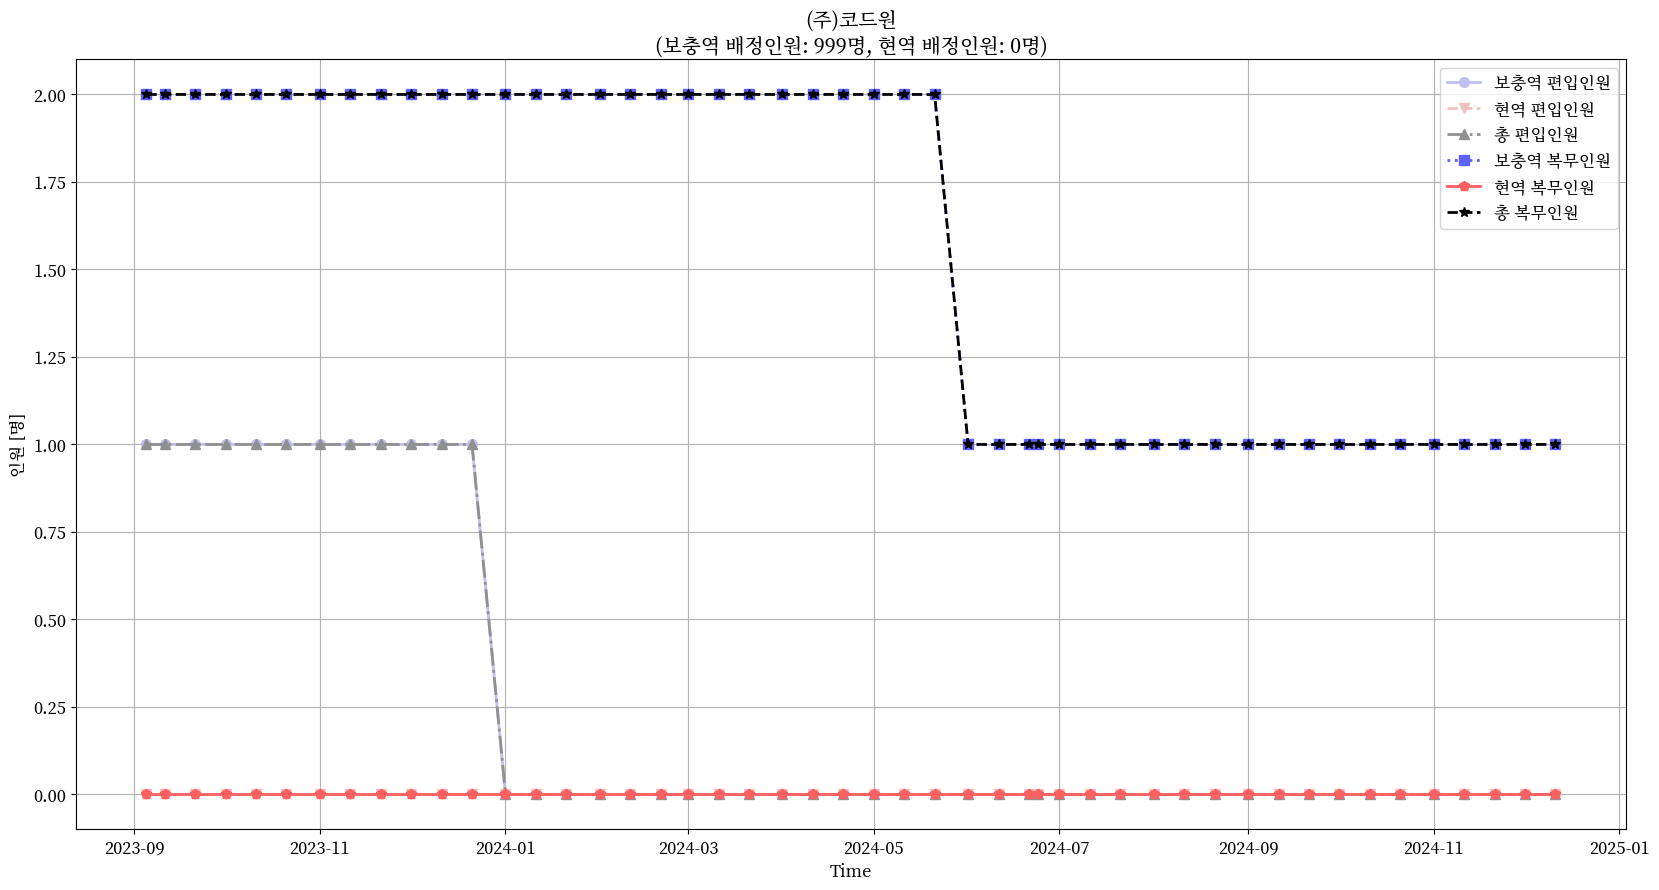 (주)코드원
(보충역 배정인원: 999명, 현역 배정인원: 0명)
보충역 편입인원
현역 편입인원
총 편입인원
보충역 복무인원
현역 복무인원
총 복무인원
인원 [명]
2.00
1.75
1.50
1.25
1.00
0.75
0.50
0.25
0.00
2023-09 2023-11 2024-01 2024-03 2024-05 2024-07 2024-09 2024-11 2025-01
Time